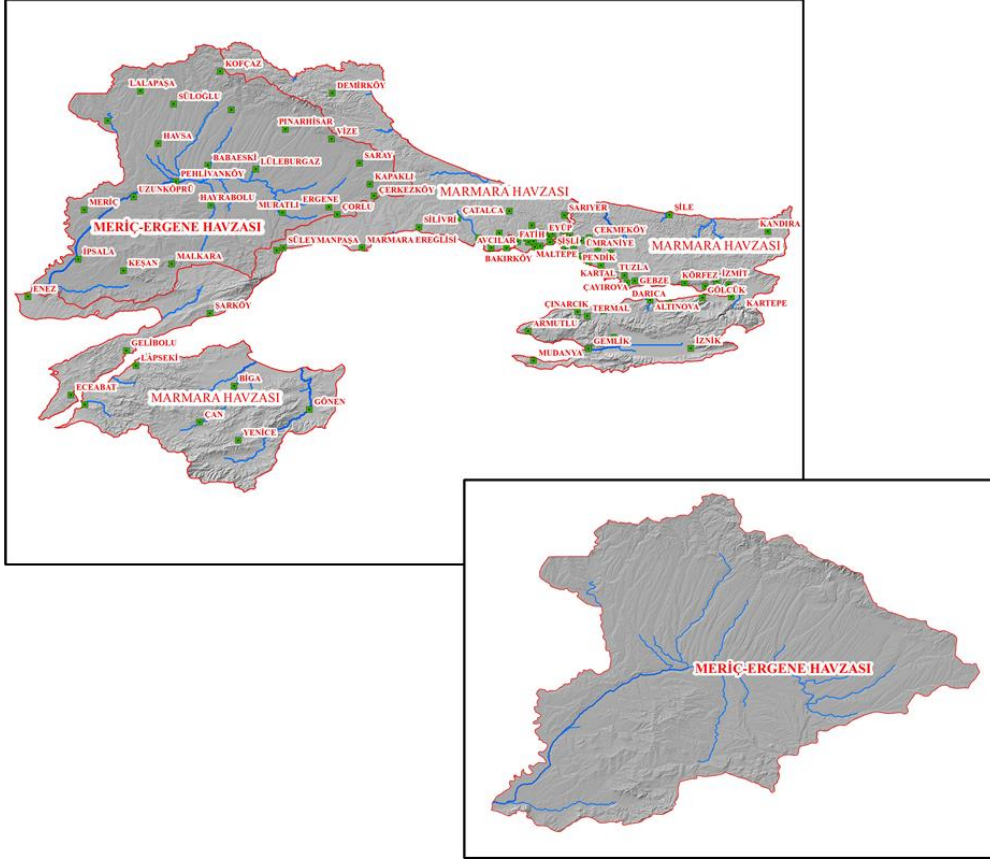 KOFÇAZ
LALAPAŞA
DEMİRKÖY
SÜLOĞLU
PINARHİSAR
VİZE
HAVSA
BABAESKİ
LÜLEBURGAZ
SARAY
PEHLİVANKÖY
KAPAKLI
UZUNKÖPRÜ
ÇERKEZKÖY
MARMARA HAVZASI
MERİÇ
HAYRABOLU
MURATLI
ERGENE
ÇORLU
ÇATALCA
SARIYER
ŞİLE
KANDIRA
MERİÇ-ERGENE HAVZASI
SİLİVRİ
EYÜP
ÇEKMEKÖY
FATİH
ŞİŞLİ
ÜMRANİYE
MARMARA HAVZASI
SÜLEYMANPAŞA
MARMARA EREĞLİSİ
AVCILAR
BAKIRKÖY
MALTEPE
PENDİK
İPSALA
KEŞAN
MALKARA
KARTAL
TUZLA
ÇAYIROVA
GEBZE
KÖRFEZ
İZMİT
ENEZ
DARICA
GÖLCÜK
ŞARKÖY
ÇINARCIK
TERMAL
ALTINOVA
KARTEPE
ARMUTLU
GELİBOLU
GEMLİK
İZNİK
LÂPSEKİ
MUDANYA
ECEABAT
BİGA
MARMARA HAVZASI
GÖNEN
ÇAN
YENİCE
MERİÇ-ERGENE HAVZASI